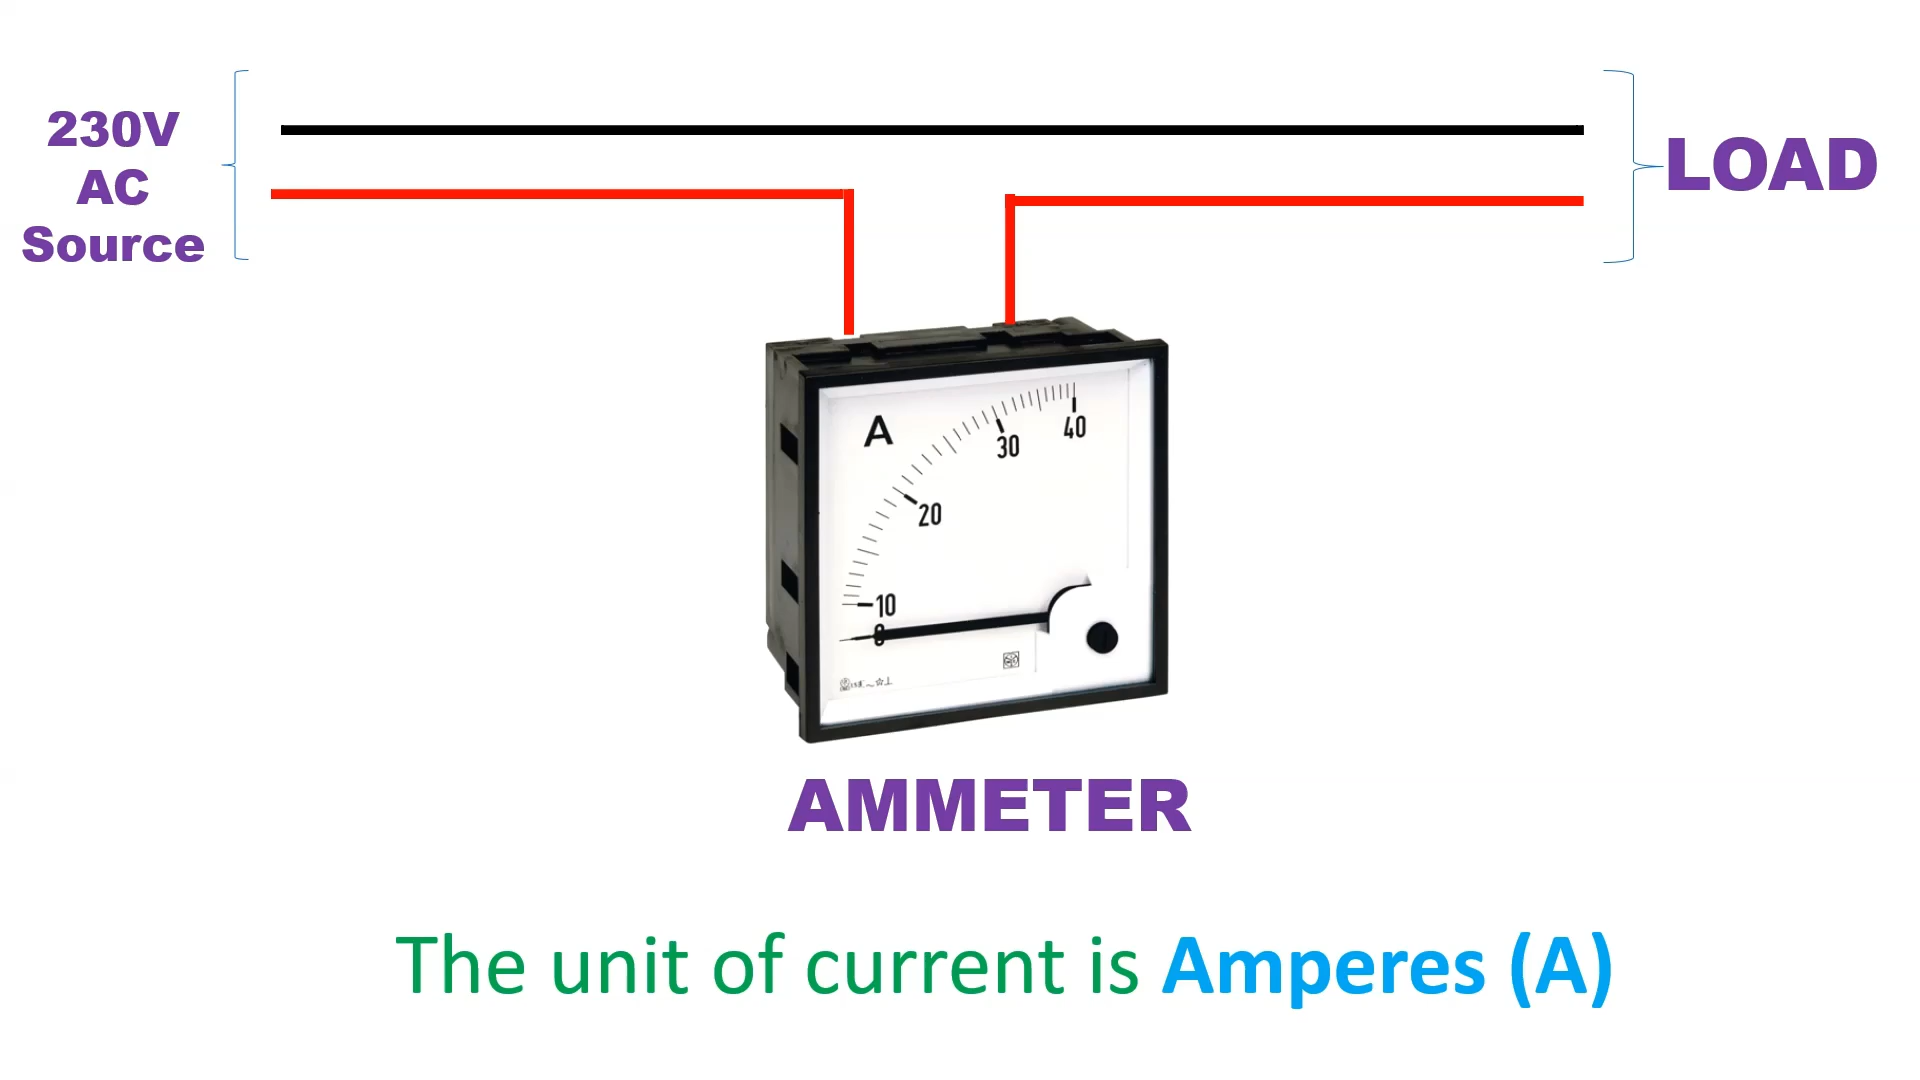 230V
AC
Source
LOAD
A
40
30
20
10
0
AMMETER
The unit of current is Amperes (A)